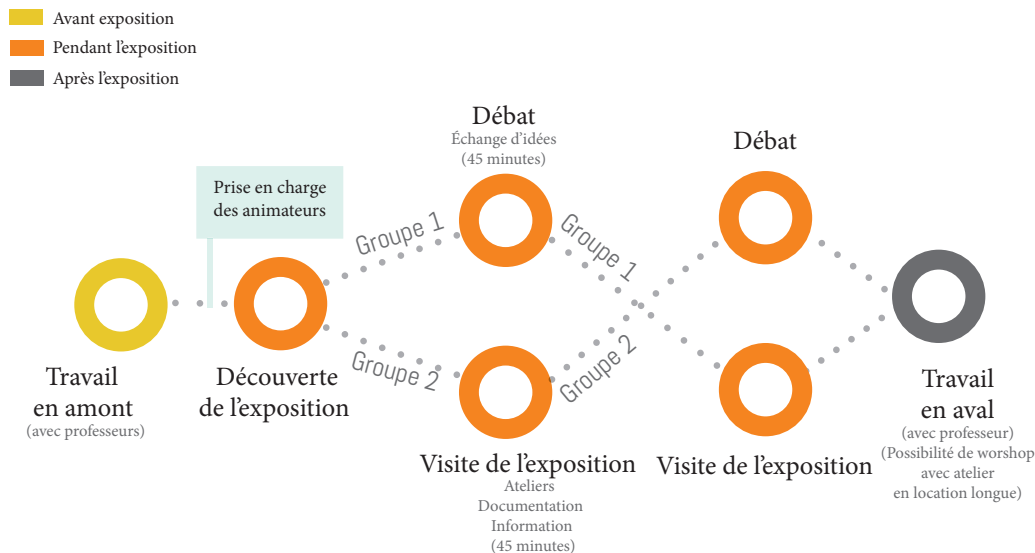 Avant exposition
Pendant l'exposition
Après l'exposition
Débat
Échange d'idées
(45 minutes)
Débat
Prise en charge
des animateurs
Groupe 1
Groupe 1
Groupe 2
Groupe 2
Travail
en amont
(avec professeurs)
Découverte
de l'exposition
Visite de l'exposition
Ateliers
Documentation
Information
(45 minutes)
Visite de l'exposition
Travail
en aval
(avec professeur)
(Possibilité de worshop
avec atelier
en location longue)